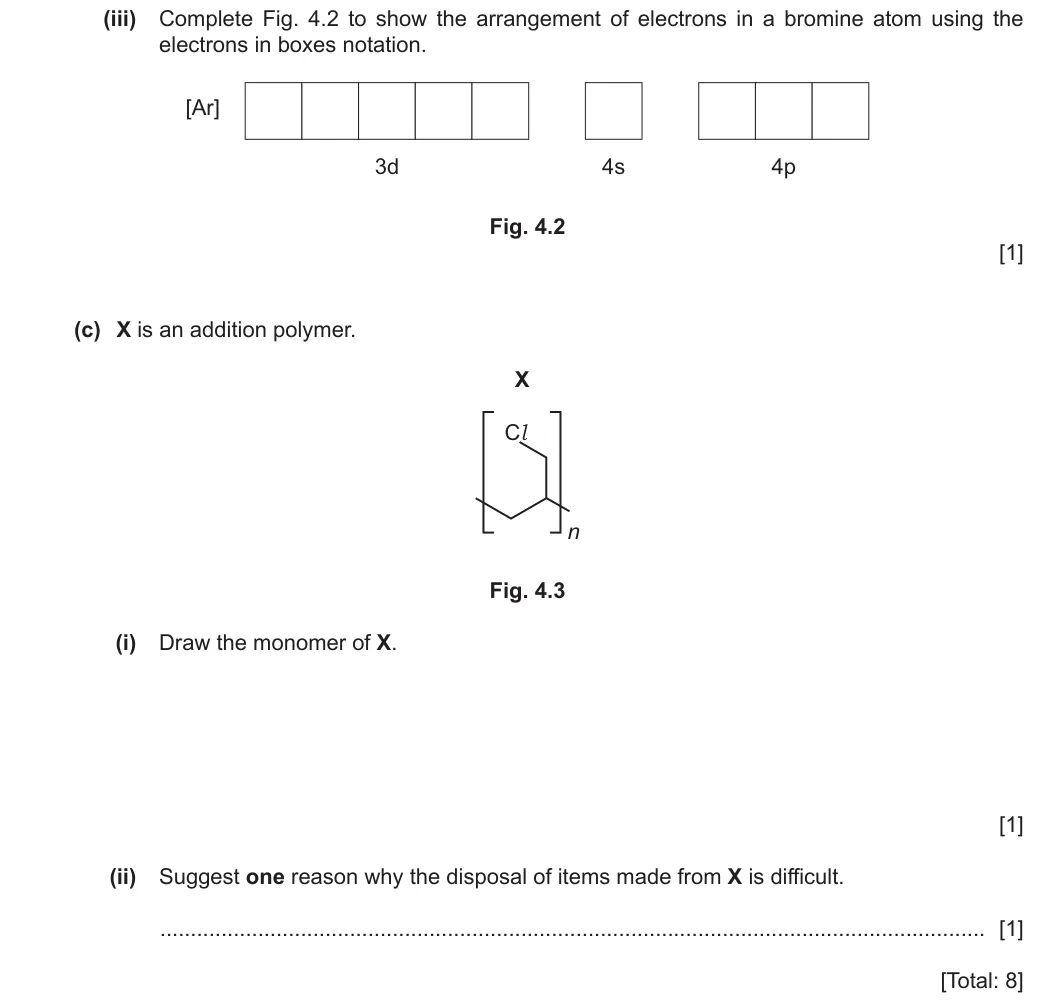 (iii) Complete Fig. 4.2 to show the arrangement of electrons in a bromine atom using the
electrons in boxes notation.
[Ar]
3d 4s 4p
Fig. 4.2
[1]
(c) X is an addition polymer.
X
Cl
n
Fig. 4.3
(i) Draw the monomer of X.
[1]
(ii) Suggest one reason why the disposal of items made from X is difficult.
.......................................................................................................................................... [1]
[Total: 8]